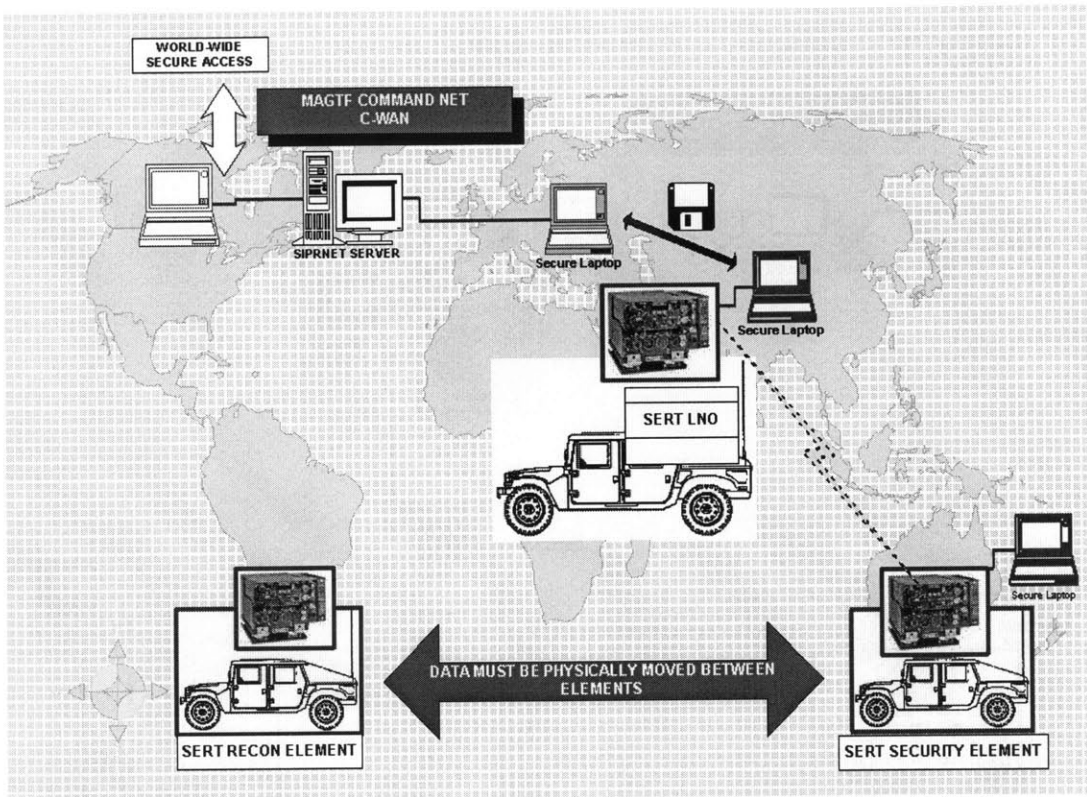 WORLD-WIDE
SECURE ACCESS
MAGTF COMMAND NET
C-WAN
SIPRNET SERVER
Secure Laptop
Secure Laptop
SERT LNO
Secure Laptop
DATA MUST BE PHYSICALLY MOVED BETWEEN
ELEMENTS
SERT RECON ELEMENT
SERT SECURITY ELEMENT